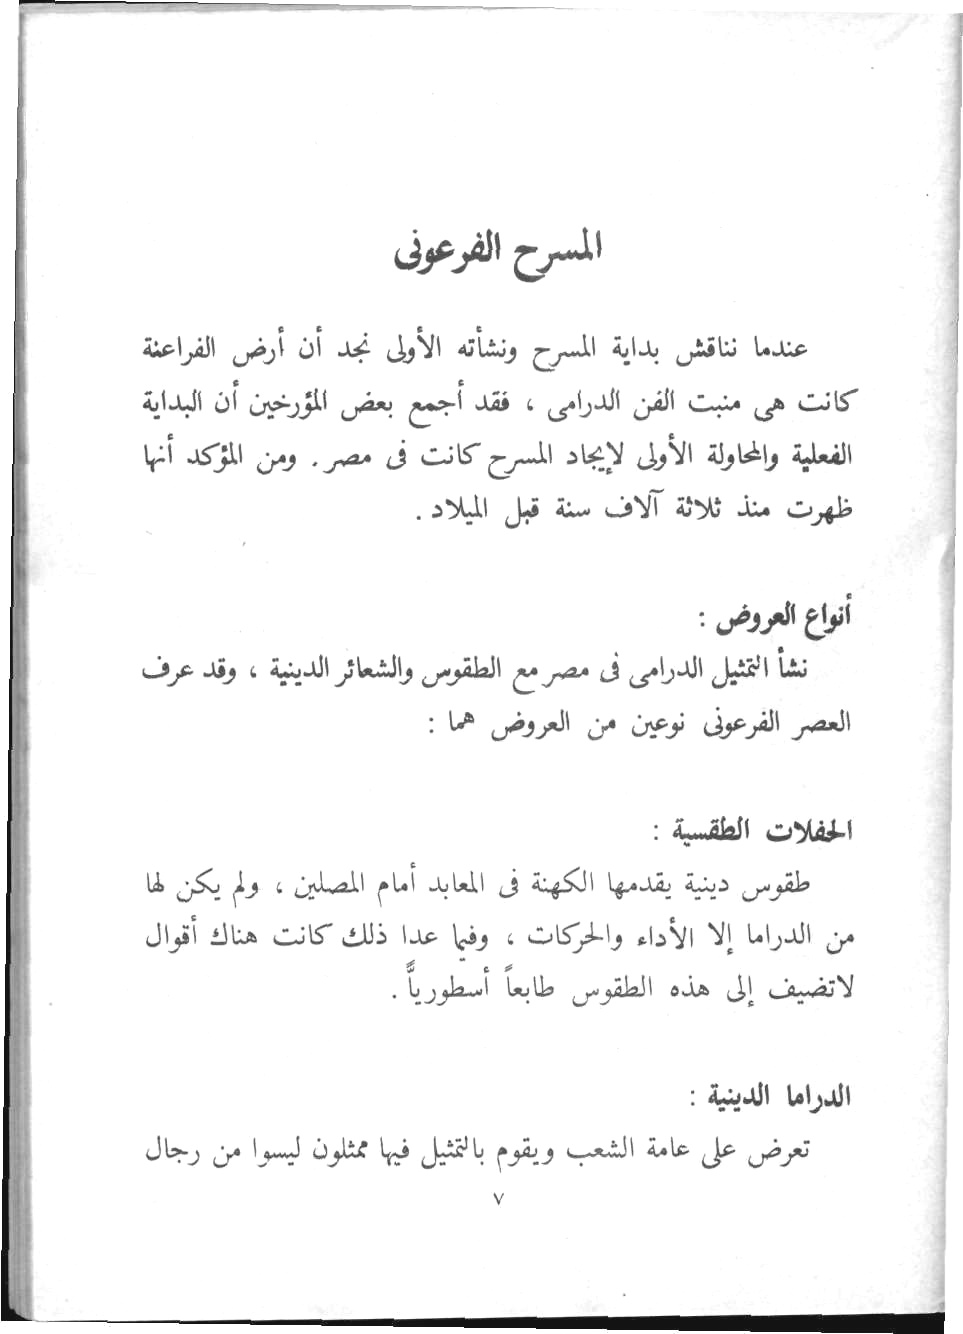 المسرح الفرعونى
عندما نناقش بداية المسرح ونشأته الأولى نجد أن أرض الفراعنة
كانت هى منبت الفن الدرامى ، فقد أجمع بعض المؤرخين أن البداية
الفعلية والمحاولة الأولى لإيجاد المسرح كانت فى مصر . ومن المؤكد أنها
ظهرت منذ ثلاثة آلاف سنة قبل الميلاد .
أنواع العروض :
نشأ التمثيل الدرامى فى مصر مع الطقوس والشعائر الدينية ، وقد عرف
العصر الفرعونى نوعين من العروض هما :
الحفلات الطقسية :
طقوس دينية يقدمها الكهنة فى المعابد أمام المصلين ، ولم يكن لها
من الدراما إلا الأداء والحركات ، وفيما عدا ذلك كانت هناك أقوال
لاتضيف إلى هذه الطقوس طابعاً أسطورياً .
الدراما الدينية :
تعرض على عامة الشعب ويقوم بالتمثيل فيها ممثلون ليسوا من رجال
٧